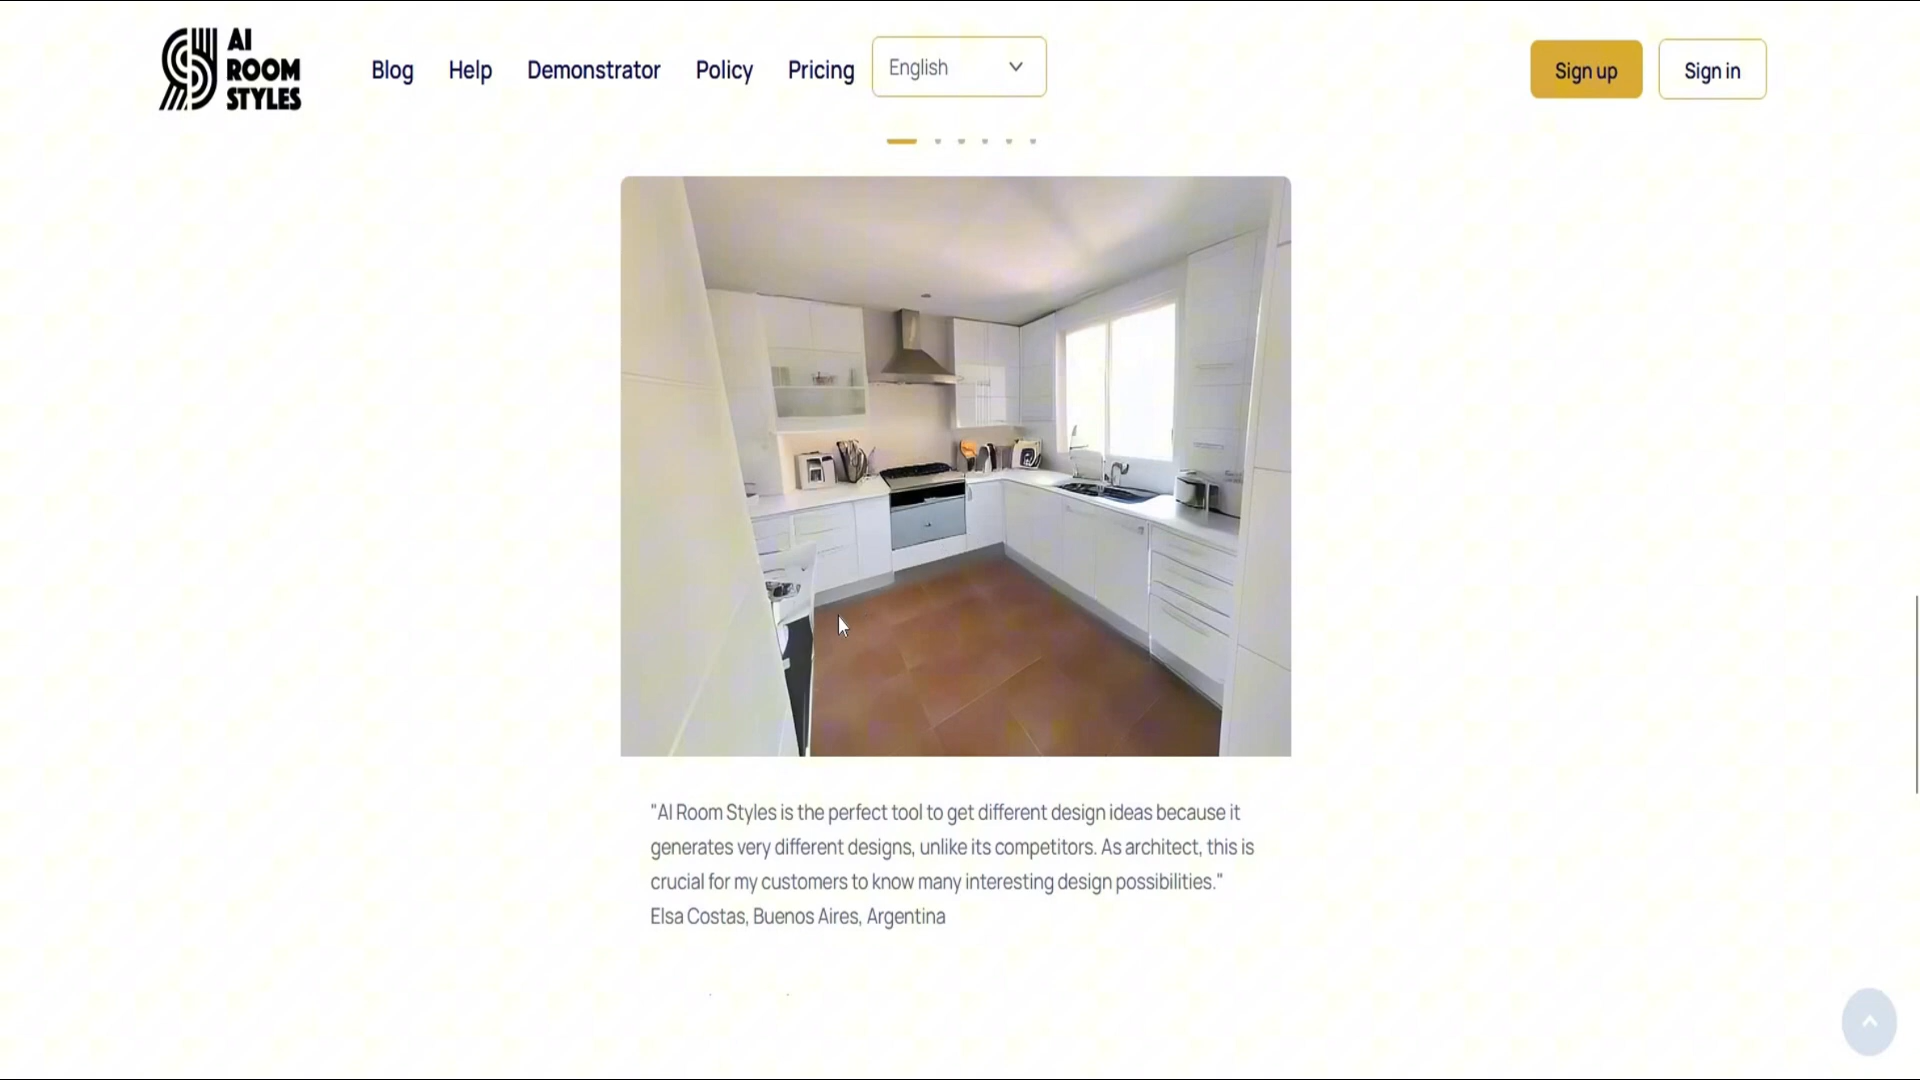 AI
ROOM
STYLES
Blog Help Demonstrator Policy Pricing English Sign up Sign in
"AI Room Styles is the perfect tool to get different design ideas because it
generates very different designs, unlike its competitors. As architect, this is
crucial for my customers to know many interesting design possibilities."
Elsa Costas, Buenos Aires, Argentina